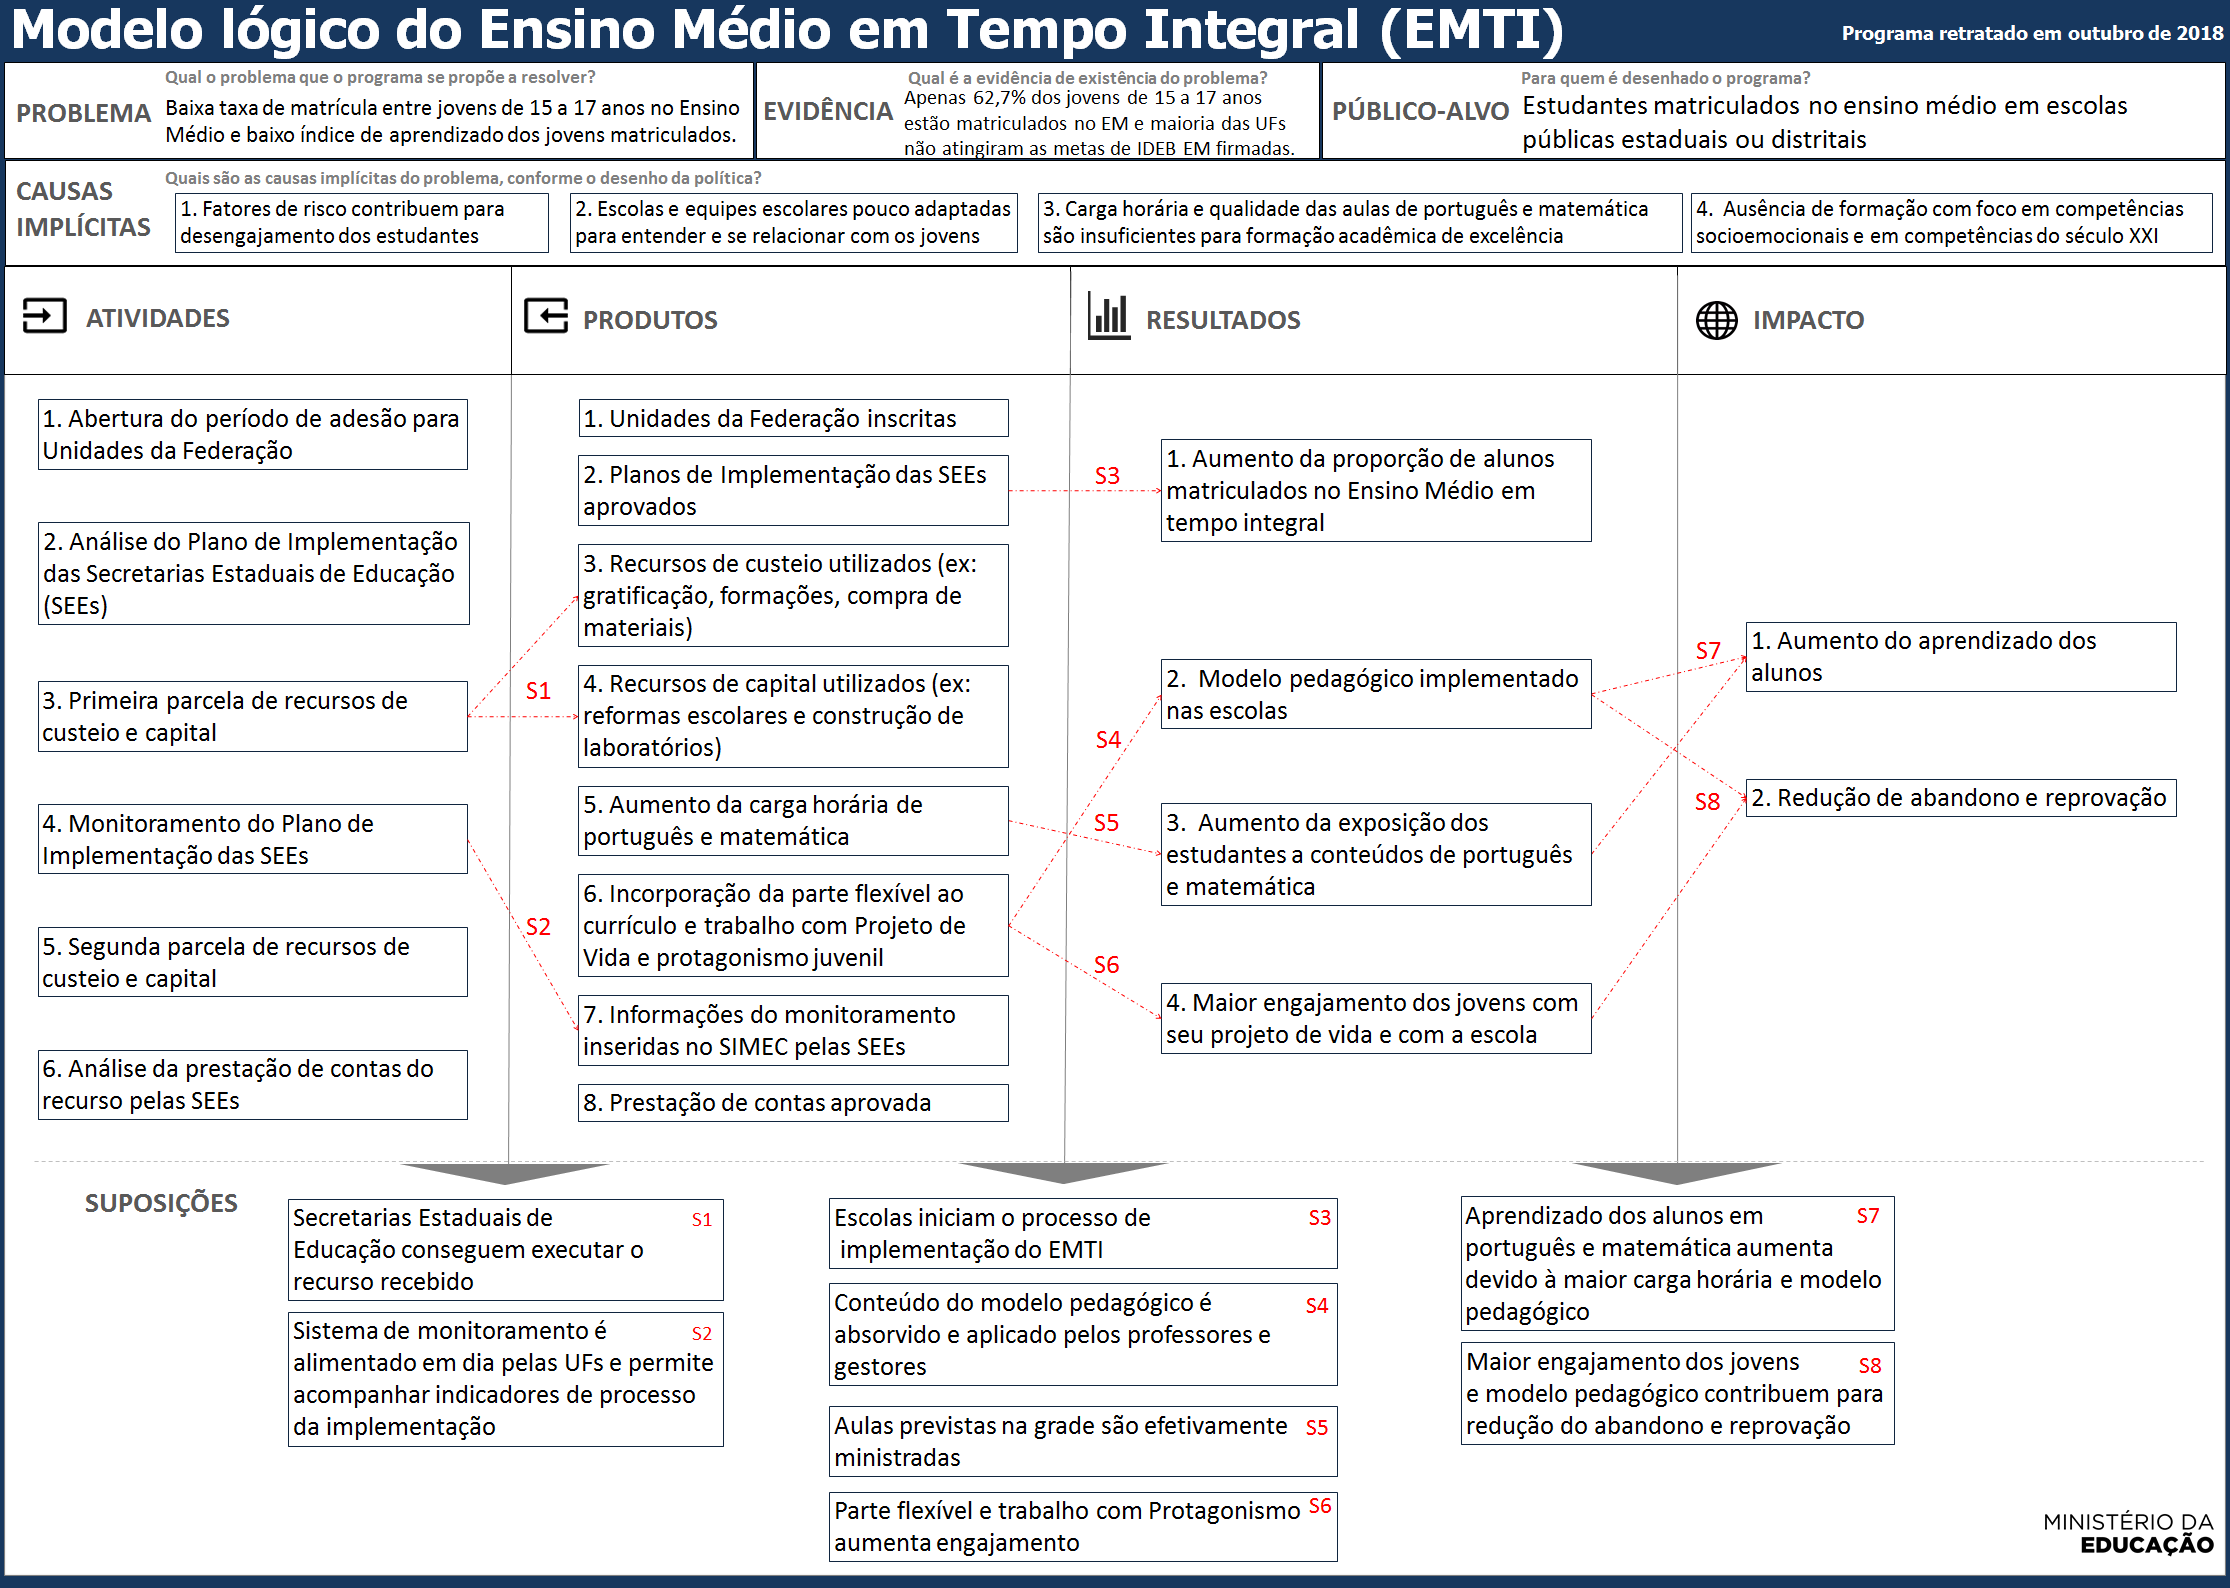 Modelo lógico do Ensino Médio em Tempo Integral (EMTI)
Programa retratado em outubro de 2018
PROBLEMA
Qual o problema que o programa se propõe a resolver?
Baixa taxa de matrícula entre jovens de 15 a 17 anos no Ensino
Médio e baixo índice de aprendizado dos jovens matriculados.
EVIDÊNCIA
Qual é a evidência de existência do problema?
Apenas 62,7% dos jovens de 15 a 17 anos
estão matriculados no EM e maioria das UFs
não atingiram as metas de IDEB EM firmadas.
PÚBLICO-ALVO
Para quem é desenhado o programa?
Estudantes matriculados no ensino médio em escolas
públicas estaduais ou distritais
CAUSAS
IMPLÍCITAS
Quais são as causas implícitas do problema, conforme o desenho da política?
1. Fatores de risco contribuem para
desengajamento dos estudantes
2. Escolas e equipes escolares pouco adaptadas
para entender e se relacionar com os jovens
3. Carga horária e qualidade das aulas de português e matemática
são insuficientes para formação acadêmica de excelência
4. Ausência de formação com foco em competências
socioemocionais e em competências do século XXI
ATIVIDADES
PRODUTOS
RESULTADOS
IMPACTO
1. Abertura do período de adesão para
Unidades da Federação
2. Análise do Plano de Implementação
das Secretarias Estaduais de Educação
(SEEs)
3. Primeira parcela de recursos de
custeio e capital
4. Monitoramento do Plano de
Implementação das SEEs
5. Segunda parcela de recursos de
custeio e capital
6. Análise da prestação de contas do
recurso pelas SEEs
S1
S2
1. Unidades da Federação inscritas
2. Planos de Implementação das SEEs
aprovados
3. Recursos de custeio utilizados (ex:
gratificação, formações, compra de
materiais)
4. Recursos de capital utilizados (ex:
reformas escolares e construção de
laboratórios)
5. Aumento da carga horária de
português e matemática
6. Incorporação da parte flexível ao
currículo e trabalho com Projeto de
Vida e protagonismo juvenil
7. Informações do monitoramento
inseridas no SIMEC pelas SEEs
8. Prestação de contas aprovada
S3
S4
S5
S6
1. Aumento da proporção de alunos
matriculados no Ensino Médio em
tempo integral
2. Modelo pedagógico implementado
nas escolas
3. Aumento da exposição dos
estudantes a conteúdos de português
e matemática
4. Maior engajamento dos jovens com
seu projeto de vida e com a escola
S7
S8
1. Aumento do aprendizado dos
alunos
2. Redução de abandono e reprovação
SUPOSIÇÕES
Secretarias Estaduais de S1
Educação conseguem executar o
recurso recebido
Sistema de monitoramento é S2
alimentado em dia pelas UFs e permite
acompanhar indicadores de processo
da implementação
Escolas iniciam o processo de S3
implementação do EMTI
Conteúdo do modelo pedagógico é S4
absorvido e aplicado pelos professores e
gestores
Aulas previstas na grade são efetivamente S5
ministradas
Parte flexível e trabalho com Protagonismo S6
aumenta engajamento
Aprendizado dos alunos em S7
português e matemática aumenta
devido à maior carga horária e modelo
pedagógico
Maior engajamento dos jovens S8
e modelo pedagógico contribuem para
redução do abandono e reprovação
MINISTÉRIO DA
EDUCAÇÃO